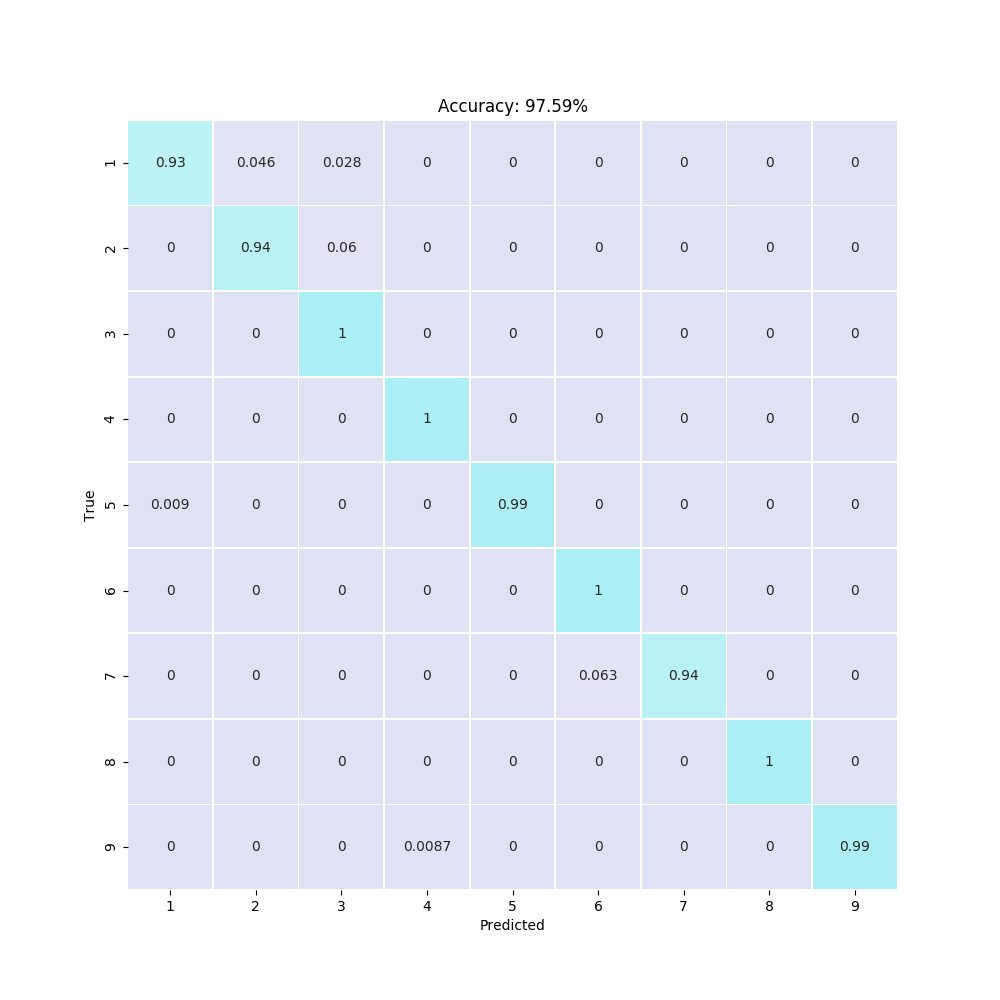 Accuracy: 97.59%
1 0.93 0.046 0.028 0 0 0 0 0 0
2 0 0.94 0.06 0 0 0 0 0 0
3 0 0 1 0 0 0 0 0 0
4 0 0 0 1 0 0 0 0 0
True
5 0.009 0 0 0 0.99 0 0 0 0
6 0 0 0 0 0 1 0 0 0
7 0 0 0 0 0 0.063 0.94 0 0
8 0 0 0 0 0 0 0 1 0
9 0 0 0 0.0087 0 0 0 0 0.99
1 2 3 4 5 6 7 8 9
Predicted